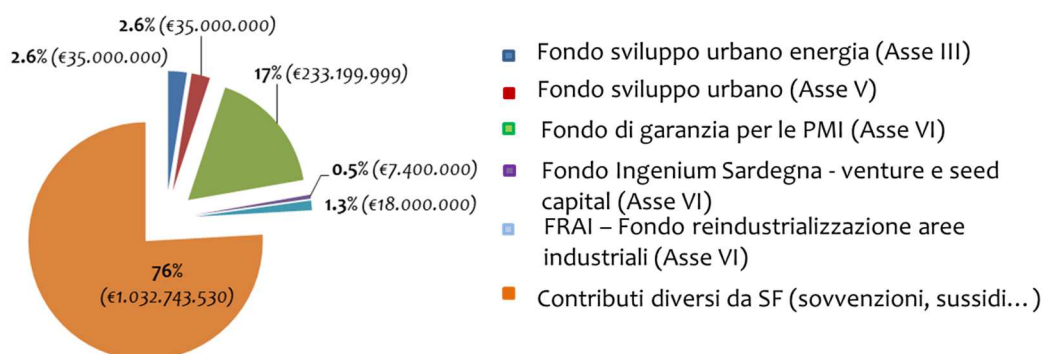 2.6% (€35.000.000)
2.6% (€35.000.000)
17% (€233.199.999)
0.5% (€7.400.000)
1.3% (€18.000.000)
76%
(€1.032.743.530)
Fondo sviluppo urbano energia (Asse III)
Fondo sviluppo urbano (Asse V)
Fondo di garanzia per le PMI (Asse VI)
Fondo Ingenium Sardegna - venture e seed
capital (Asse VI)
FRAI – Fondo reindustrializzazione aree
industriali (Asse VI)
Contributi diversi da SF (sovvenzioni, sussidi...)